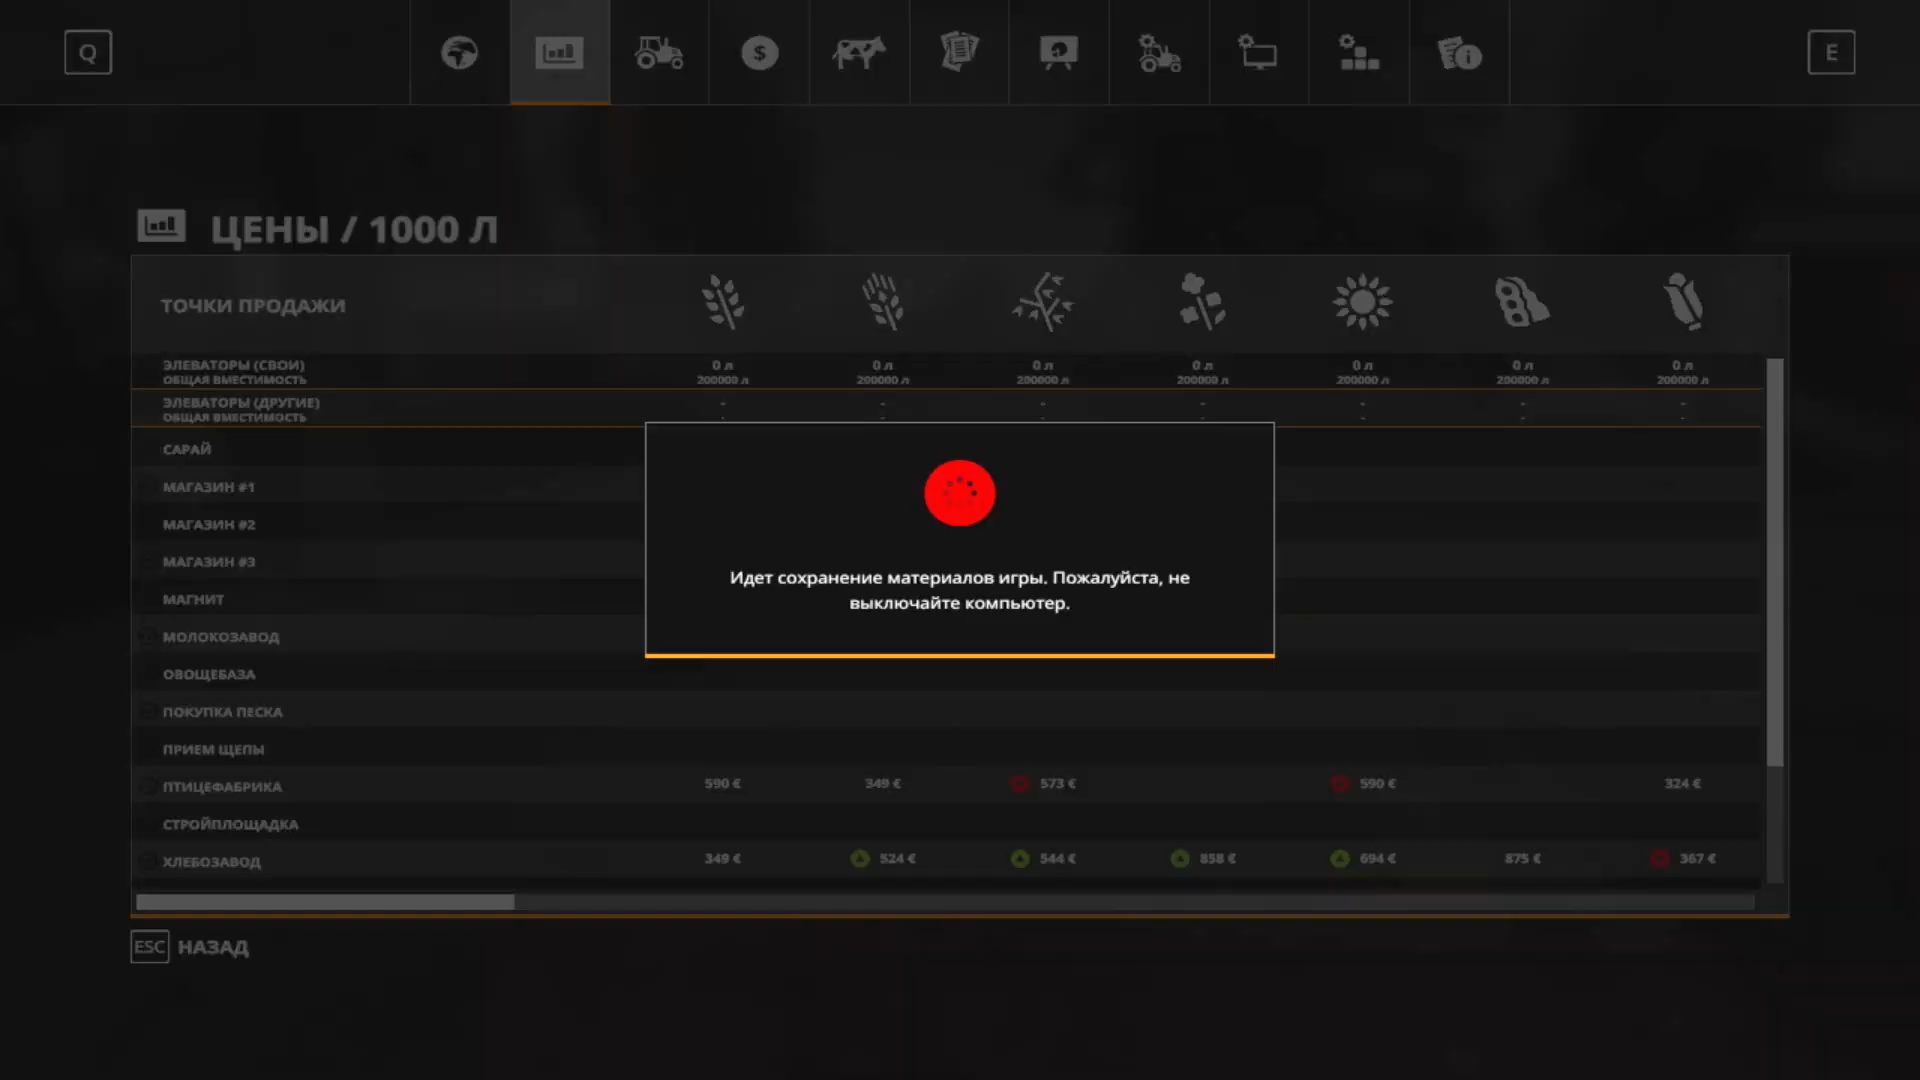 Q
$
E
ЦЕНЫ / 1000 Л
ТОЧКИ ПРОДАЖИ
ЭЛЕВАТОРЫ (СВОИ) 0 л 0 л 0 л 0 л 0 л 0 л 0 л
ОБЩАЯ ВМЕСТИМОСТЬ 200000 л 200000 л 200000 л 200000 л 200000 л 200000 л 200000 л
ЭЛЕВАТОРЫ (ДРУГИЕ) - - - - - - -
ОБЩАЯ ВМЕСТИМОСТЬ - - - - - - -
САРАЙ
МАГАЗИН #1
МАГАЗИН #2
МАГАЗИН #3
МАГНИТ
МОЛОКОЗАВОД
ОВОЩЕБАЗА
ПОКУПКА ПЕСКА
ПРИЕМ ЩЕПЫ
ПТИЦЕФАБРИКА 590 € 349 € 573 € 590 € 324 €
СТРОЙПЛОЩАДКА
ХЛЕБОЗАВОД 349 € 524 € 544 € 858 € 694 € 875 € 367 €
Идет сохранение материалов игры. Пожалуйста, не
выключайте компьютер.
ESC НАЗАД